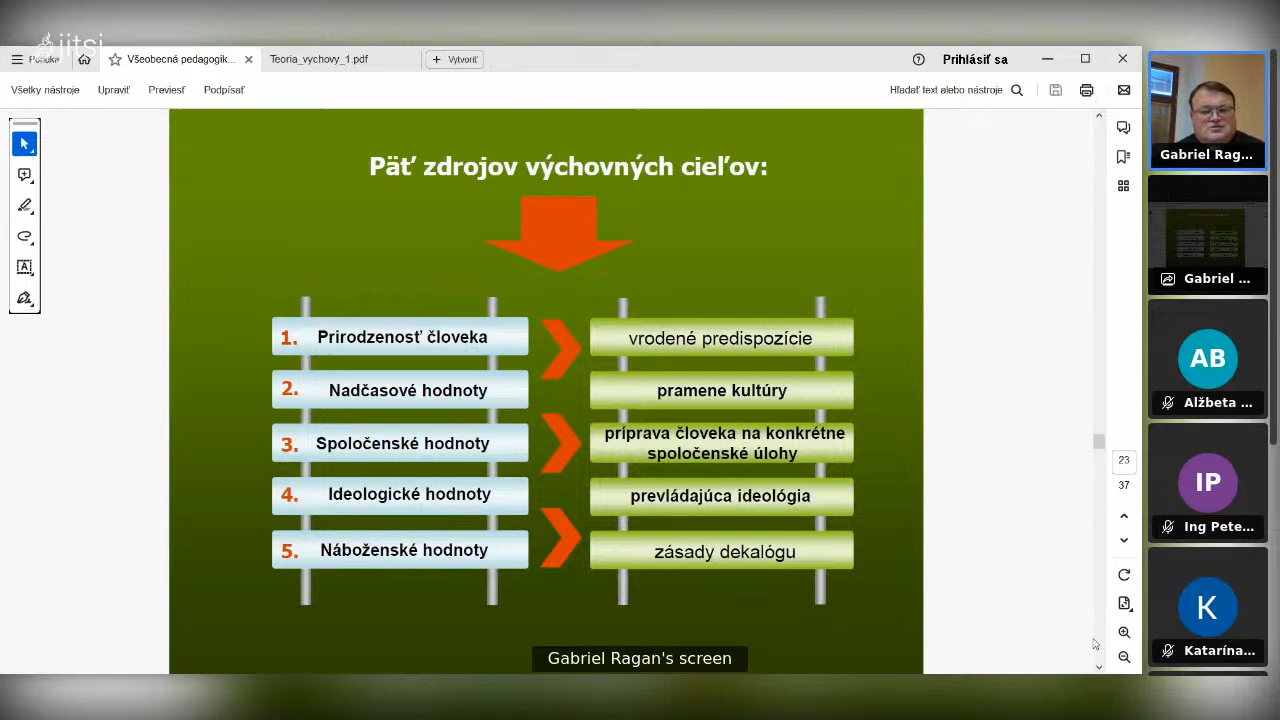 jitsi
Ponuka
Všeobecná pedagogik...
Teoria_vychovy_1.pdf
Vytvoriť
Prihlásiť sa
Všetky nástroje
Upraviť
Previesť
Podpísať
Hľadať text alebo nástroje
Päť zdrojov výchovných cieľov:
1. Prirodzenosť človeka
vrodené predispozície
2. Nadčasové hodnoty
pramene kultúry
3. Spoločenské hodnoty
príprava človeka na konkrétne
spoločenské úlohy
4. Ideologické hodnoty
prevládajúca ideológia
5. Náboženské hodnoty
zásady dekalógu
23
37
Gabriel Ragan's screen
Gabriel Rag...
Gabriel ...
AB
Alžbeta ...
IP
Ing Pete...
K
Katarína...